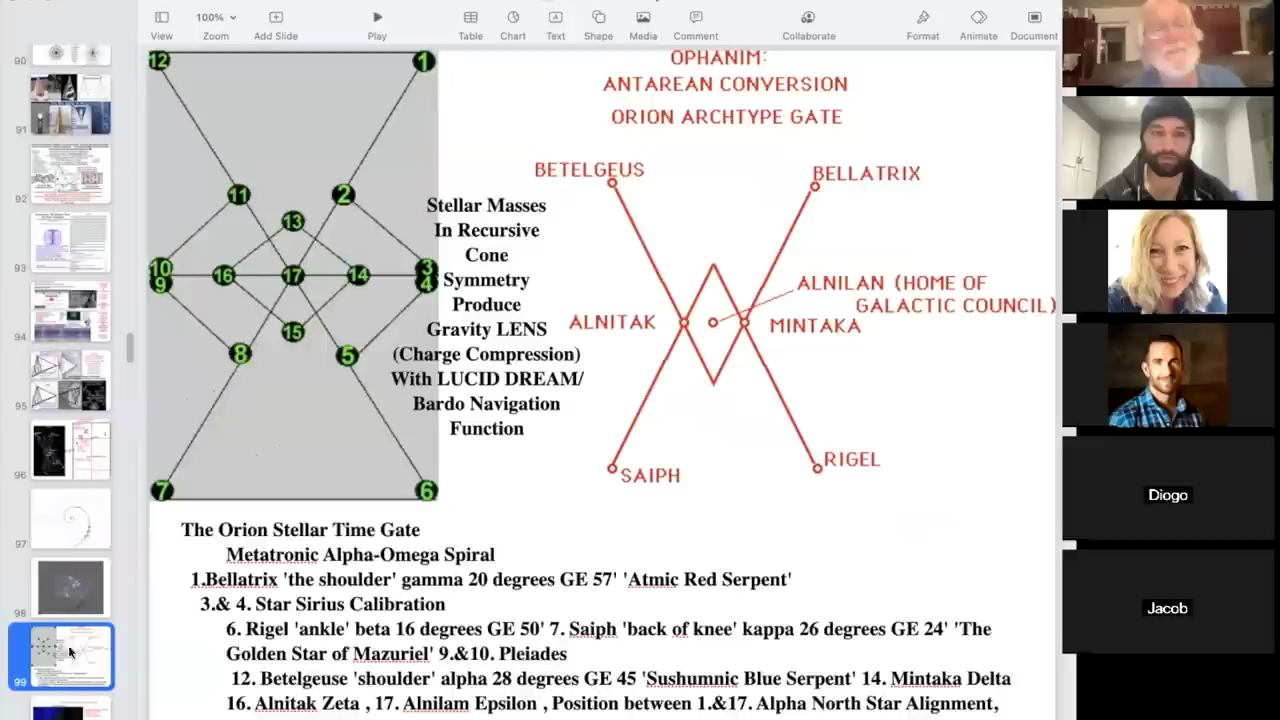 View
100%
Zoom
Add Slide
Play
Table
Chart
Text
Shape
Media
Comment
Collaborate
Format
Animate
Document
90
91
92
93
94
95
96
97
98
99
12
1
11
2
13
10
16
17
14
3
9
4
15
8
5
7
6
Stellar Masses
In Recursive
Cone
Symmetry
Produce
Gravity LENS
(Charge Compression)
With LUCID DREAM/
Bardo Navigation
Function
OPHANIM:
ANTAREAN CONVERSION
ORION ARCHTYPE GATE
BETELGEUS
BELLATRIX
ALNILAN (HOME OF
GALACTIC COUNCIL)
ALNITAK
MINTAKA
SAIPH
RIGEL
The Orion Stellar Time Gate
Metatronic Alpha-Omega Spiral
1.Bellatrix 'the shoulder' gamma 20 degrees GE 57' 'Atmic Red Serpent'
3.& 4. Star Sirius Calibration
6. Rigel 'ankle' beta 16 degrees GE 50' 7. Saiph 'back of knee' kappa 26 degrees GE 24' 'The
Golden Star of Mazuriel' 9.&10. Pleiades
12. Betelgeuse 'shoulder' alpha 28 degrees GE 45 'Sushumnic Blue Serpent' 14. Mintaka Delta
16. Alnitak Zeta , 17. Alnilam Epsilon , Position between 1.&17. Alpha North Star Alignment,
Diogo
Jacob